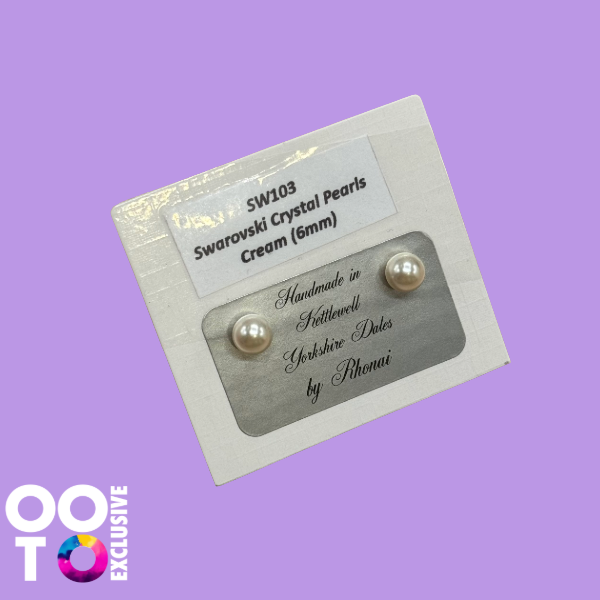 SW103
Swarovski Crystal Pearls
Cream (6mm)
Handmade in
Kettlewell
Yorkshire Dales
by Rhonai
OO
TO
EXCLUSIVE